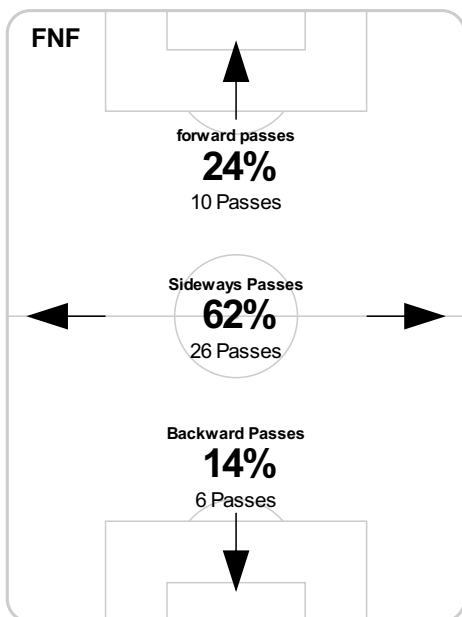 FNF
forward passes
24%
10 Passes
Sideways Passes
62%
26 Passes
Backward Passes
14%
6 Passes